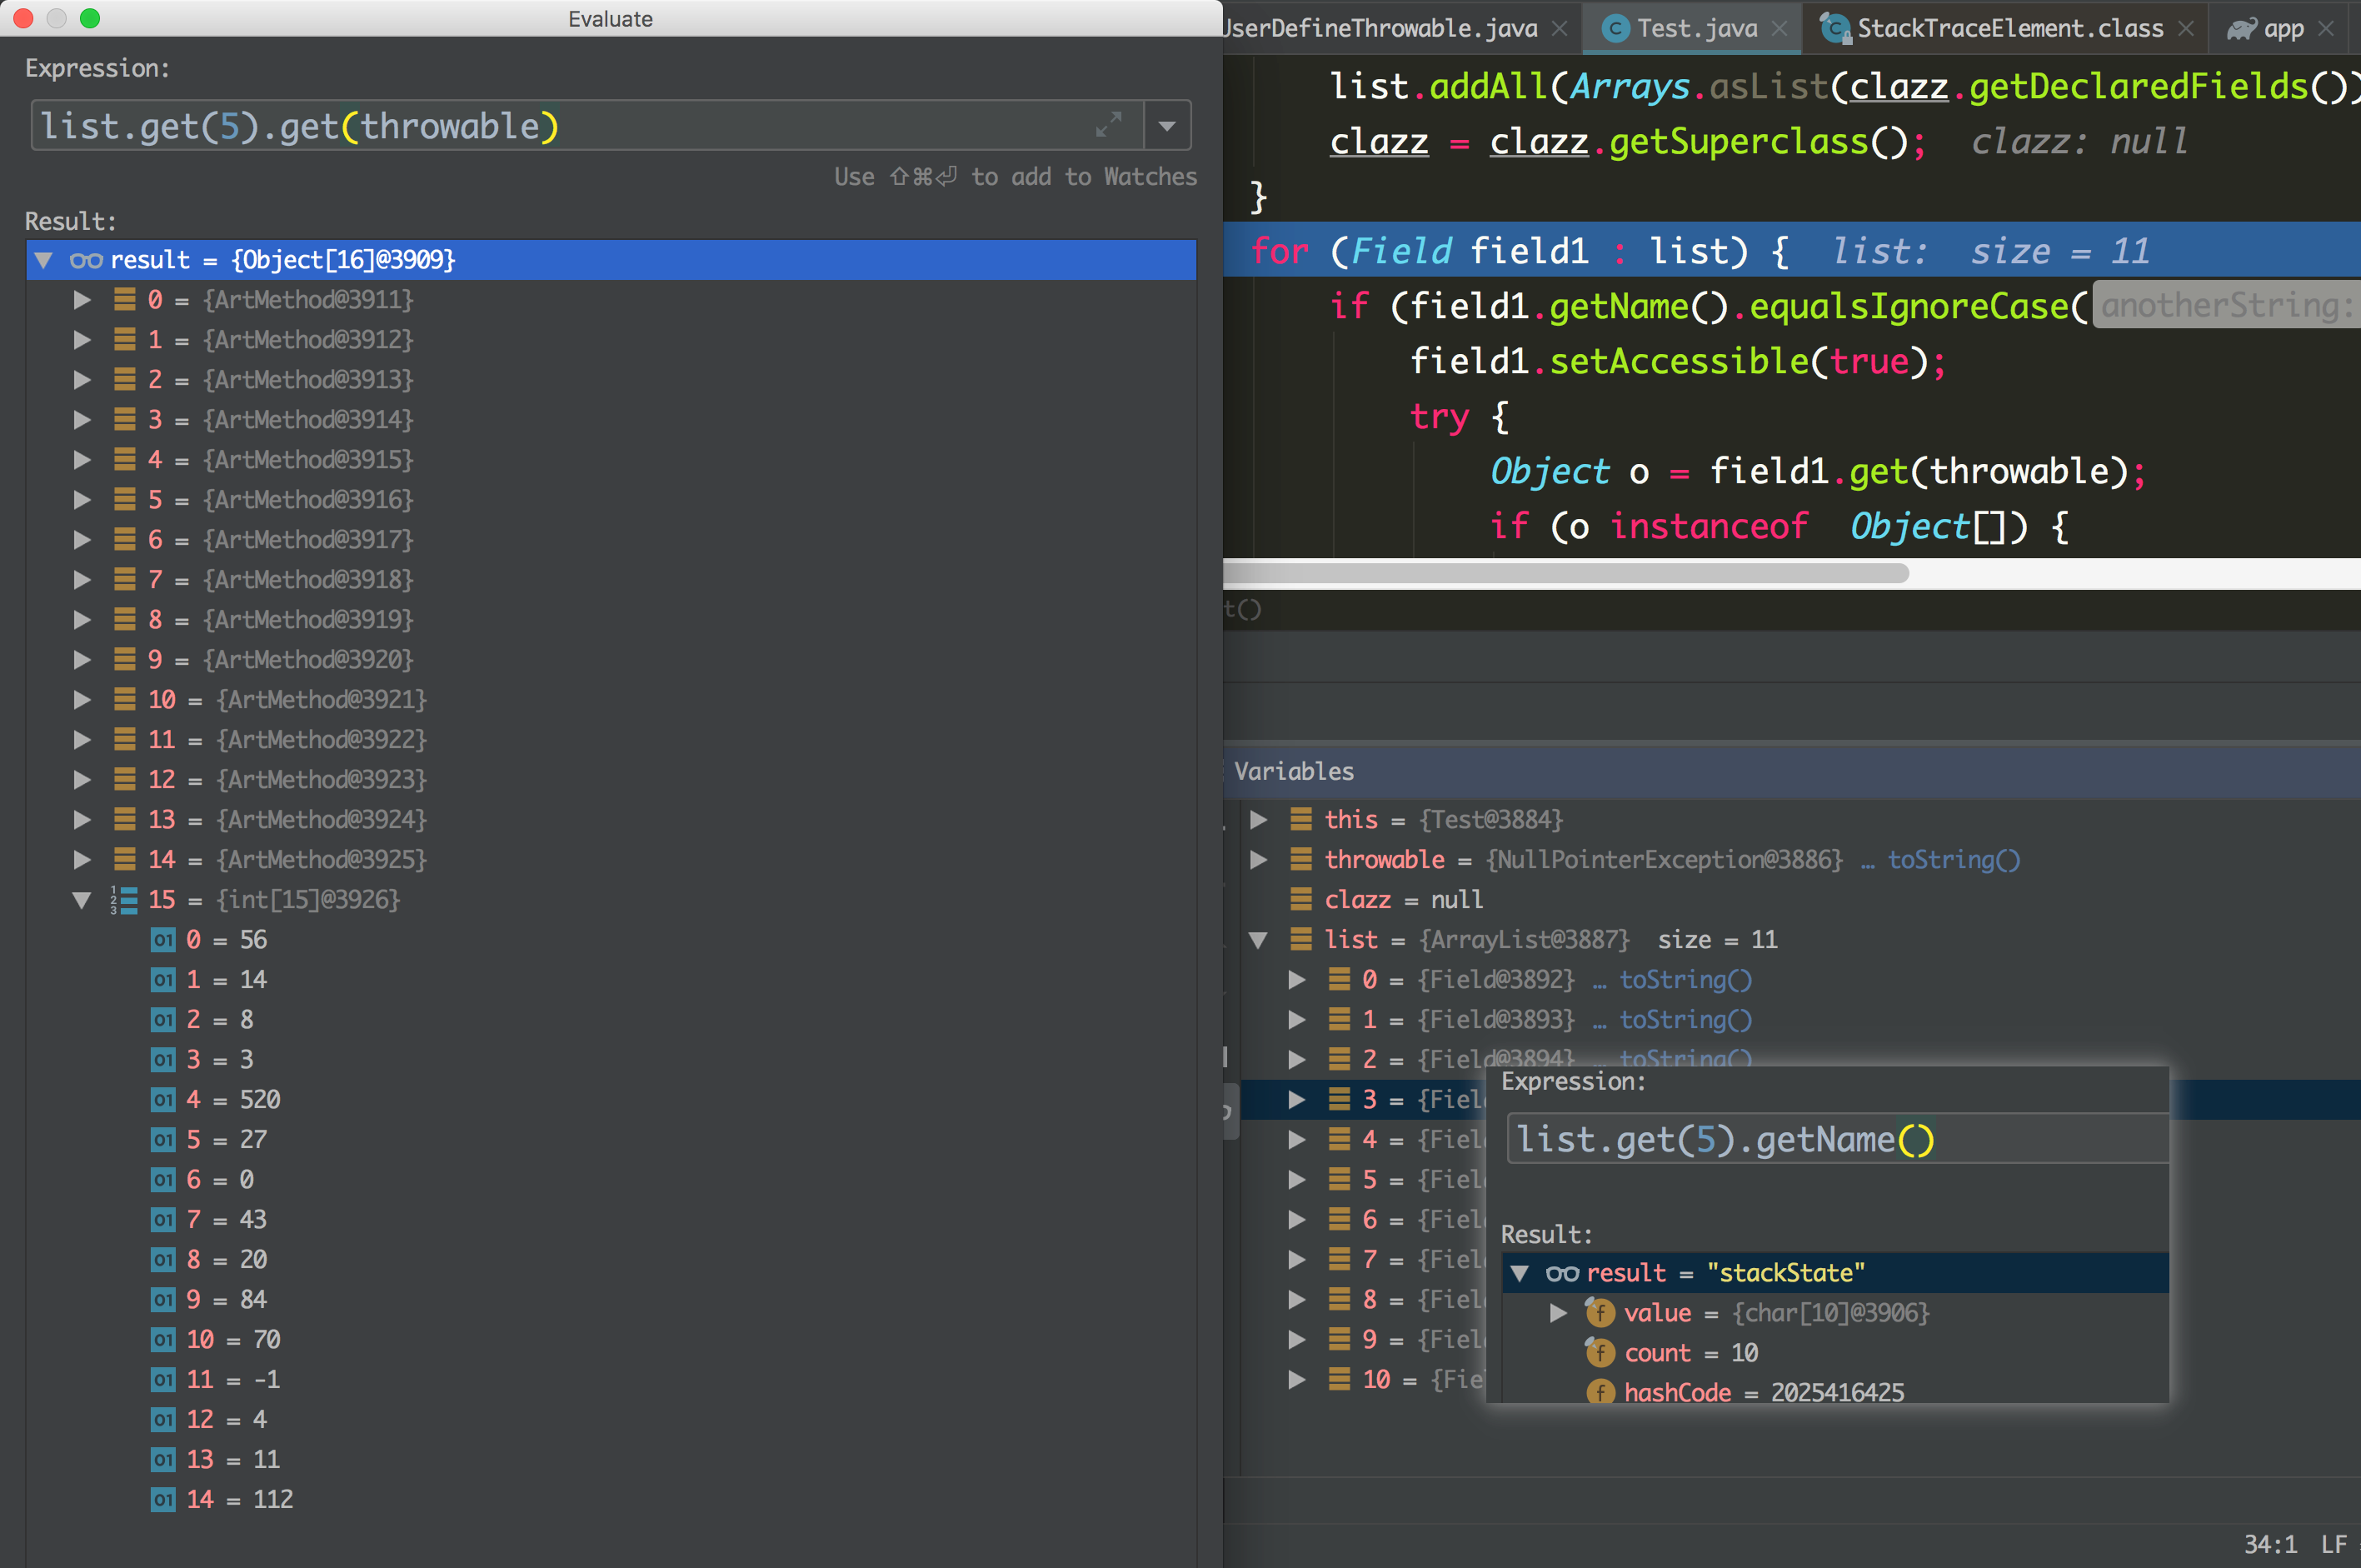 Evaluate
Expression:
list.get(5).get(throwable)
Use ⇧⌘⏎ to add to Watches
Result:
result = {Object[16]@3909}
0 = {ArtMethod@3911}
1 = {ArtMethod@3912}
2 = {ArtMethod@3913}
3 = {ArtMethod@3914}
4 = {ArtMethod@3915}
5 = {ArtMethod@3916}
6 = {ArtMethod@3917}
7 = {ArtMethod@3918}
8 = {ArtMethod@3919}
9 = {ArtMethod@3920}
10 = {ArtMethod@3921}
11 = {ArtMethod@3922}
12 = {ArtMethod@3923}
13 = {ArtMethod@3924}
14 = {ArtMethod@3925}
15 = {int[15]@3926}
0 = 56
1 = 14
2 = 8
3 = 3
4 = 520
5 = 27
6 = 0
7 = 43
8 = 20
9 = 84
10 = 70
11 = -1
12 = 4
13 = 11
14 = 112
UserDefineThrowable.java
Test.java
StackTraceElement.class
app
list.addAll(Arrays.asList(clazz.getDeclaredFields())
clazz = clazz.getSuperclass(); clazz: null
}
for (Field field1 : list) { list: size = 11
if (field1.getName().equalsIgnoreCase( anotherString:
field1.setAccessible(true);
try {
Object o = field1.get(throwable);
if (o instanceof Object[]) {
t()
Variables
this = {Test@3884}
throwable = {NullPointerException@3886} … toString()
clazz = null
list = {ArrayList@3887} size = 11
0 = {Field@3892} … toString()
1 = {Field@3893} … toString()
2 = {Field@3894} … toString()
3 = {Fiel
4 = {Fiel
5 = {Fiel
6 = {Fiel
7 = {Fiel
8 = {Fiel
9 = {Fiel
10 = {Fie
Expression:
list.get(5).getName()
Result:
result = "stackState"
value = {char[10]@3906}
count = 10
hashCode = 2025416425
34:1 LF